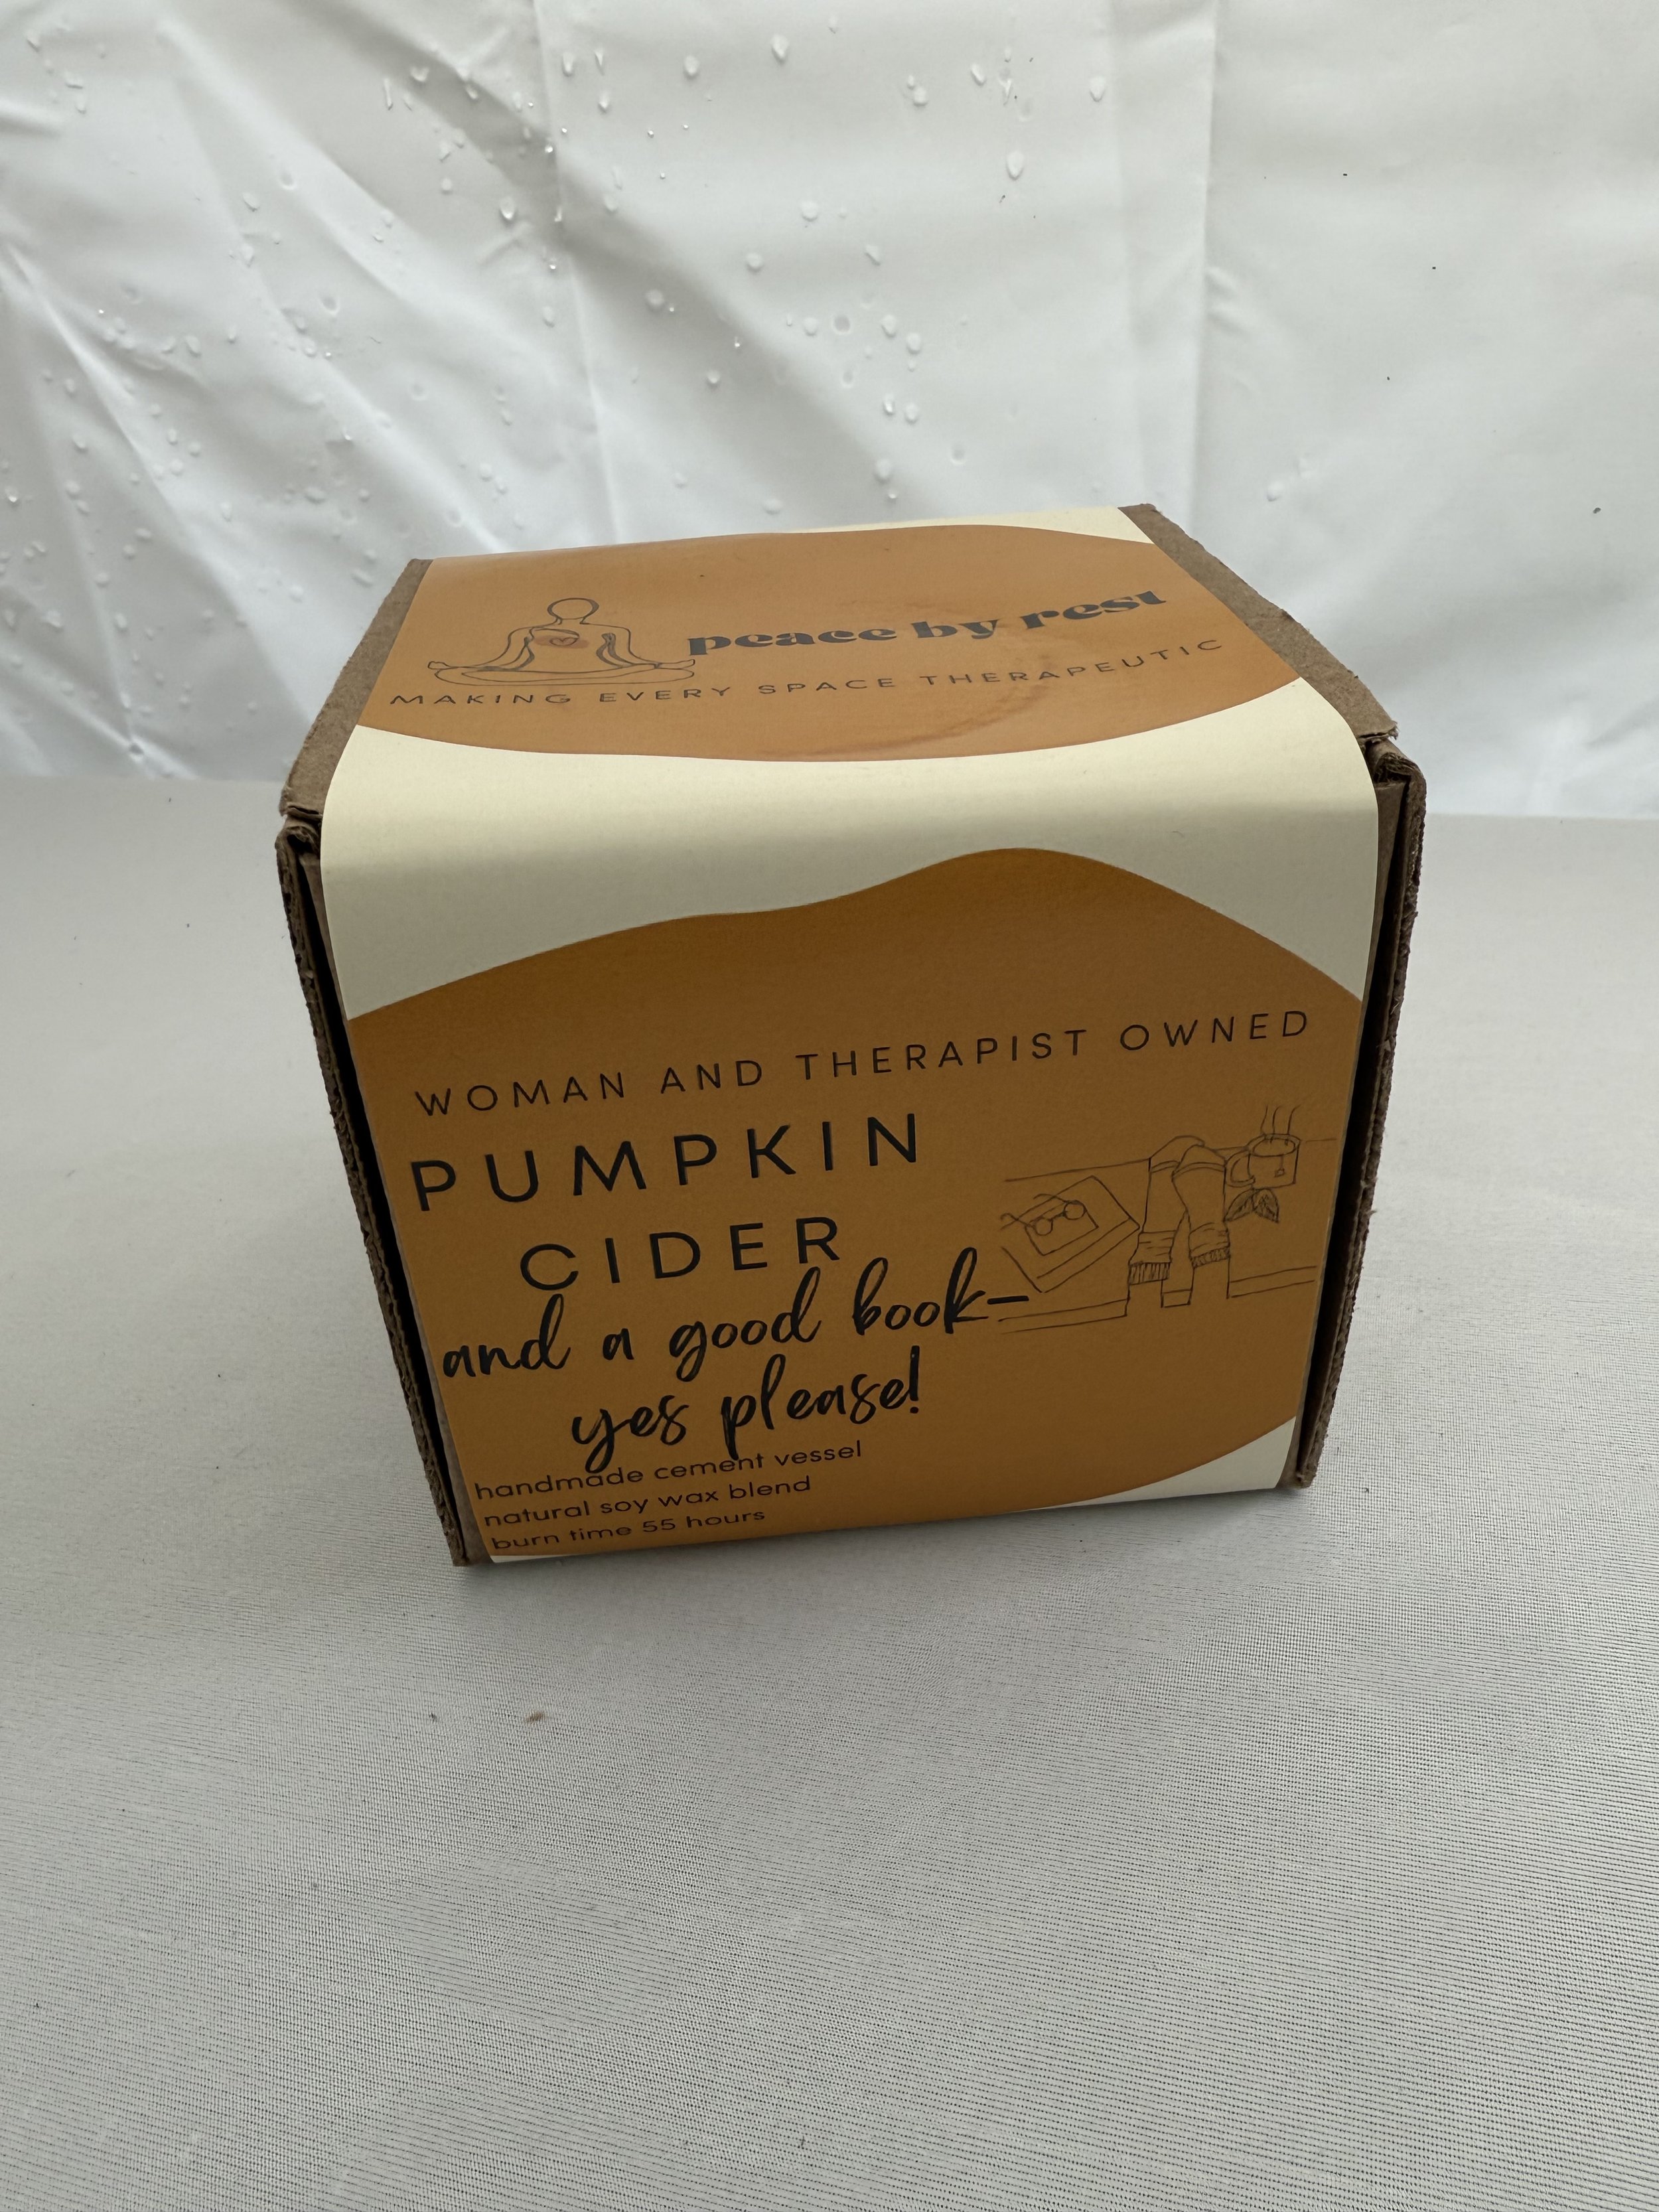 peace by rest
MAKING EVERY SPACE THERAPEUTIC
WOMAN AND THERAPIST OWNED
PUMPKIN
CIDER
and a good book-
yes please!
handmade cement vessel
natural soy wax blend
burn time 55 hours